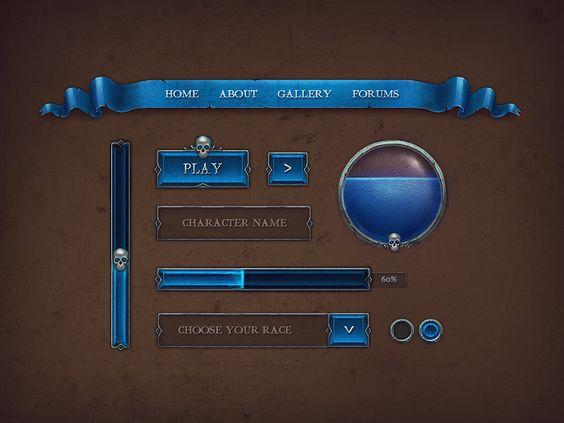 HOME ABOUT GALLERY FORUMS
PLAY >
CHARACTER NAME
60%
CHOOSE YOUR RACE